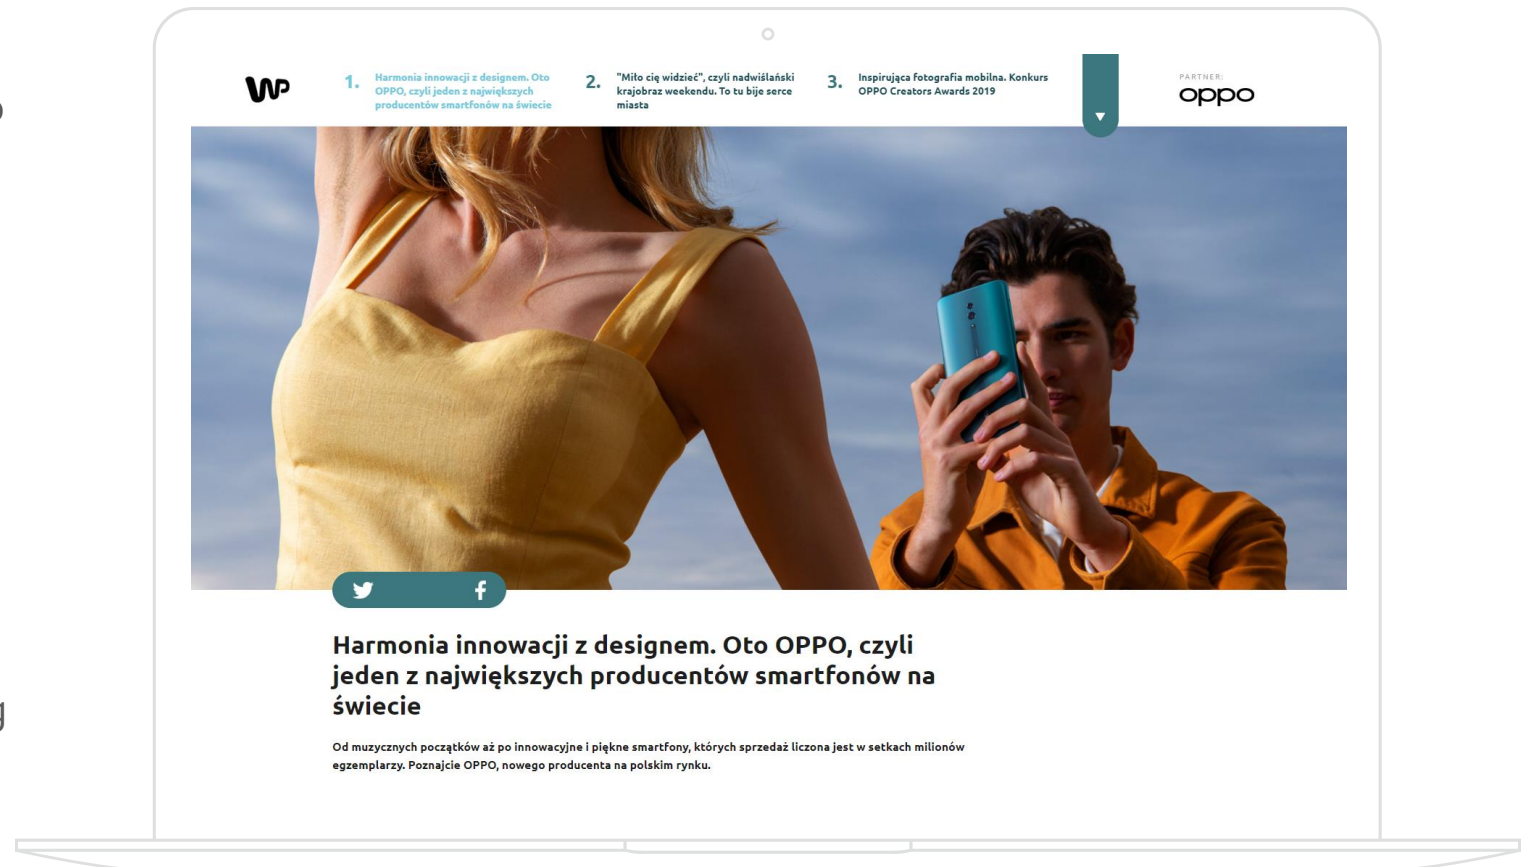 WP
1.
Harmonia innowacji z designem. Oto
OPPO, czyli jeden z największych
producentów smartfonów na świecie
2.
"Miło cię widzieć", czyli nadwiślański
krajobraz weekendu. To tu bije serce
miasta
3.
Inspirująca fotografia mobilna. Konkurs
OPPO Creators Awards 2019
PARTNER:
oppo
Harmonia innowacji z designem. Oto OPPO, czyli
jeden z największych producentów smartfonów na
świecie
Od muzycznych początków aż po innowacyjne i piękne smartfony, których sprzedaż liczona jest w setkach milionów
egzemplarzy. Poznajcie OPPO, nowego producenta na polskim rynku.